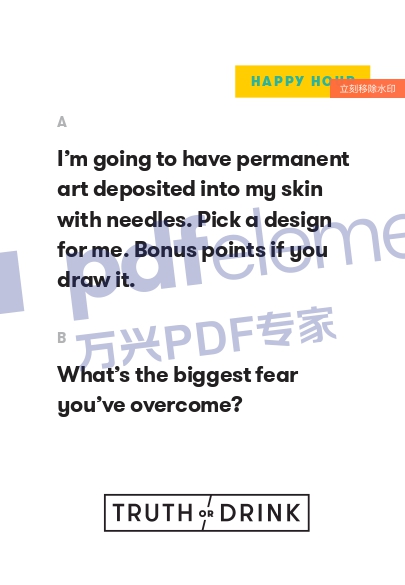 HAPPY HOUR
立刻移除水印
A
I'm going to have permanent
art deposited into my skin
with needles. Pick a design
for me. Bonus points if you
draw it.
pdfeleme
万兴PDF专家
B
What's the biggest fear
you've overcome?
TRUTH OR DRINK